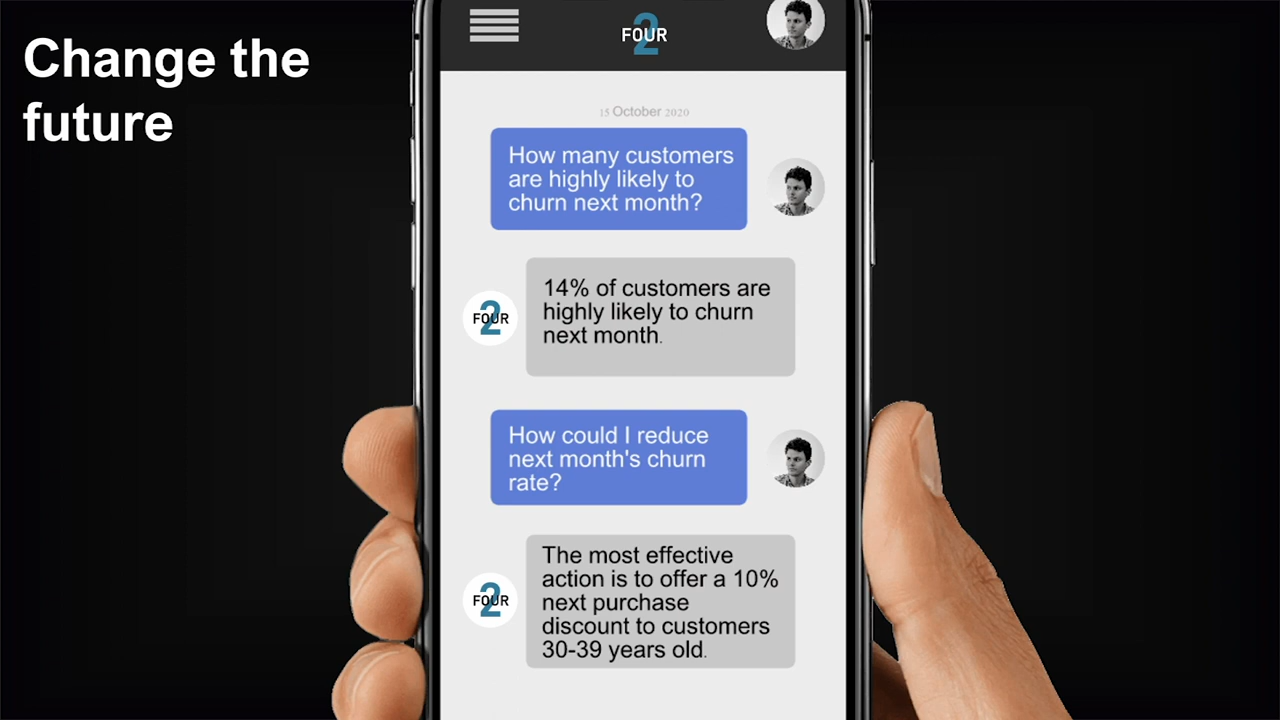 Change the
future
2
FOUR
15 October 2020
How many customers
are highly likely to
churn next month?
14% of customers are
highly likely to churn
next month.
2
FOUR
How could I reduce
next month's churn
rate?
The most effective
action is to offer a 10%
next purchase
discount to customers
30-39 years old.
2
FOUR